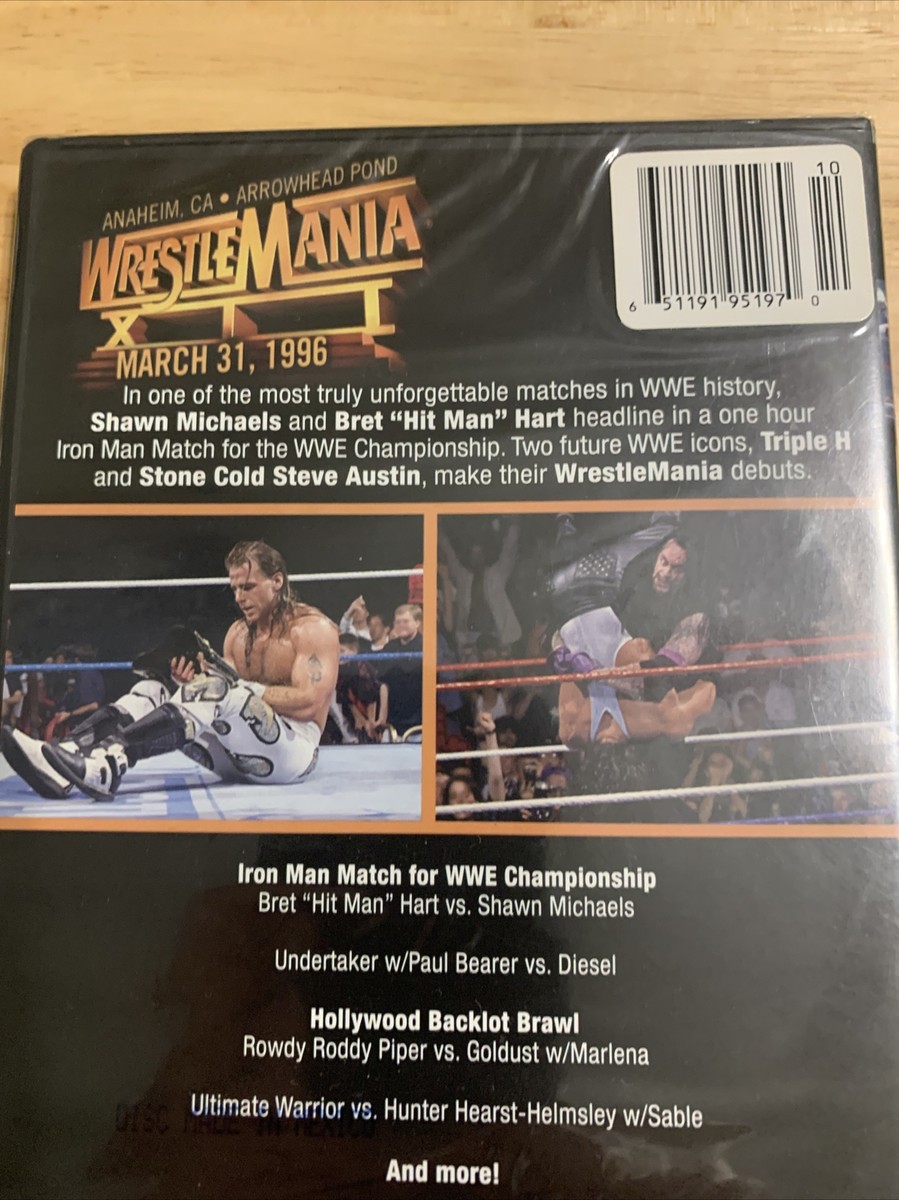 ANAHEIM, CA • ARROWHEAD POND
WRESTLEMANIA
XII
MARCH 31, 1996
10
6 51191 95197 0
In one of the most truly unforgettable matches in WWE history,
Shawn Michaels and Bret “Hit Man” Hart headline in a one hour
Iron Man Match for the WWE Championship. Two future WWE icons, Triple H
and Stone Cold Steve Austin, make their WrestleMania debuts.
Iron Man Match for WWE Championship
Bret “Hit Man” Hart vs. Shawn Michaels
Undertaker w/Paul Bearer vs. Diesel
Hollywood Backlot Brawl
Rowdy Roddy Piper vs. Goldust w/Marlena
Ultimate Warrior vs. Hunter Hearst-Helmsley w/Sable
DISC MADE IN MEXICO
And more!